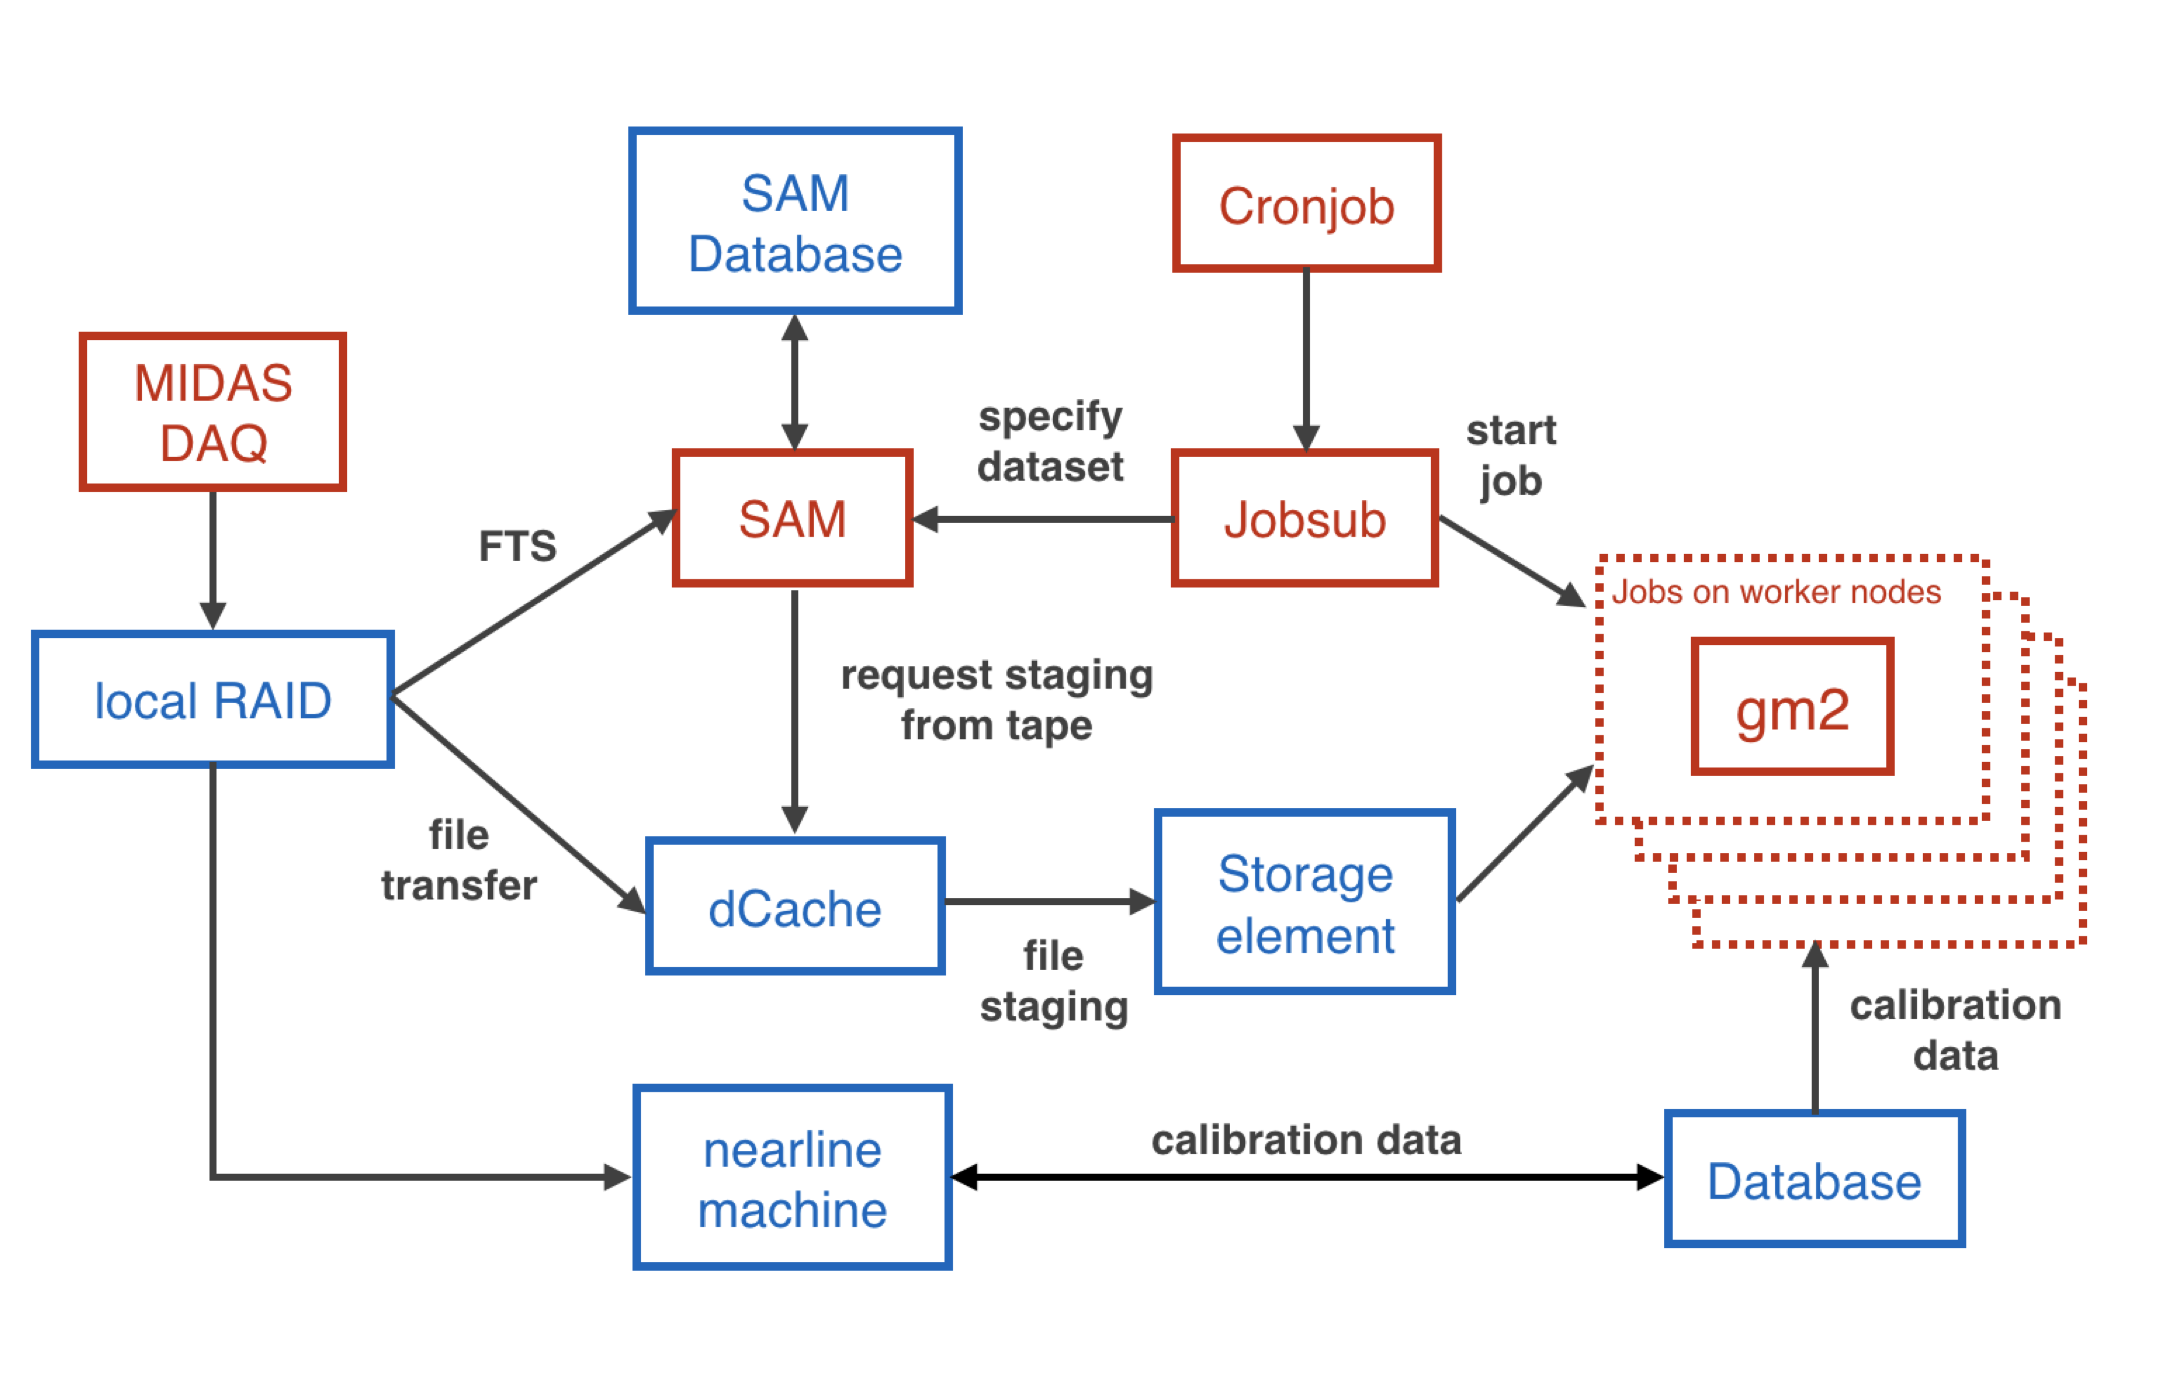 SAM
Database
Cronjob
MIDAS
DAQ
specify
dataset
start
job
FTS
SAM
Jobsub
Jobs on worker nodes
gm2
local RAID
request staging
from tape
file
transfer
dCache
Storage
element
file
staging
calibration
data
nearline
machine
calibration data
Database